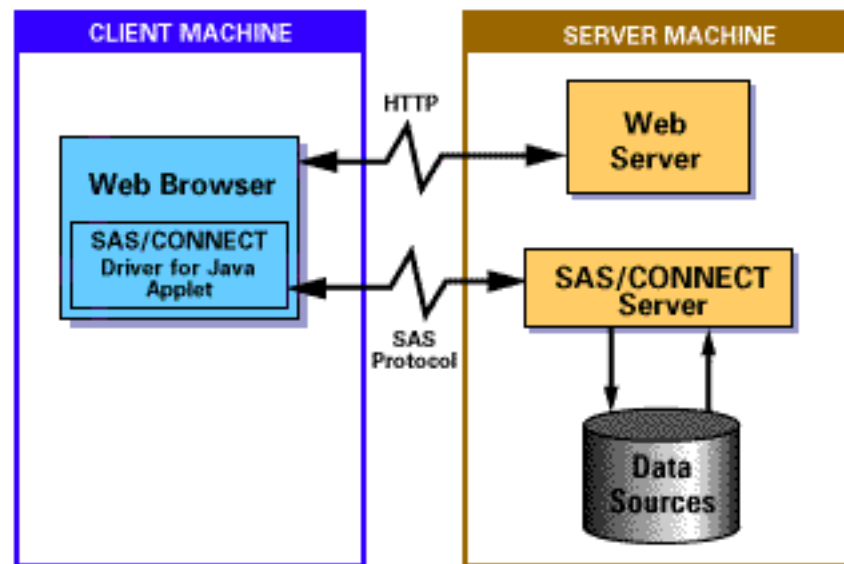 CLIENT MACHINE
SERVER MACHINE
HTTP
Web
Server
Web Browser
SAS/CONNECT
Driver for Java
Applet
SAS/CONNECT
Server
SAS
Protocol
Data
Sources